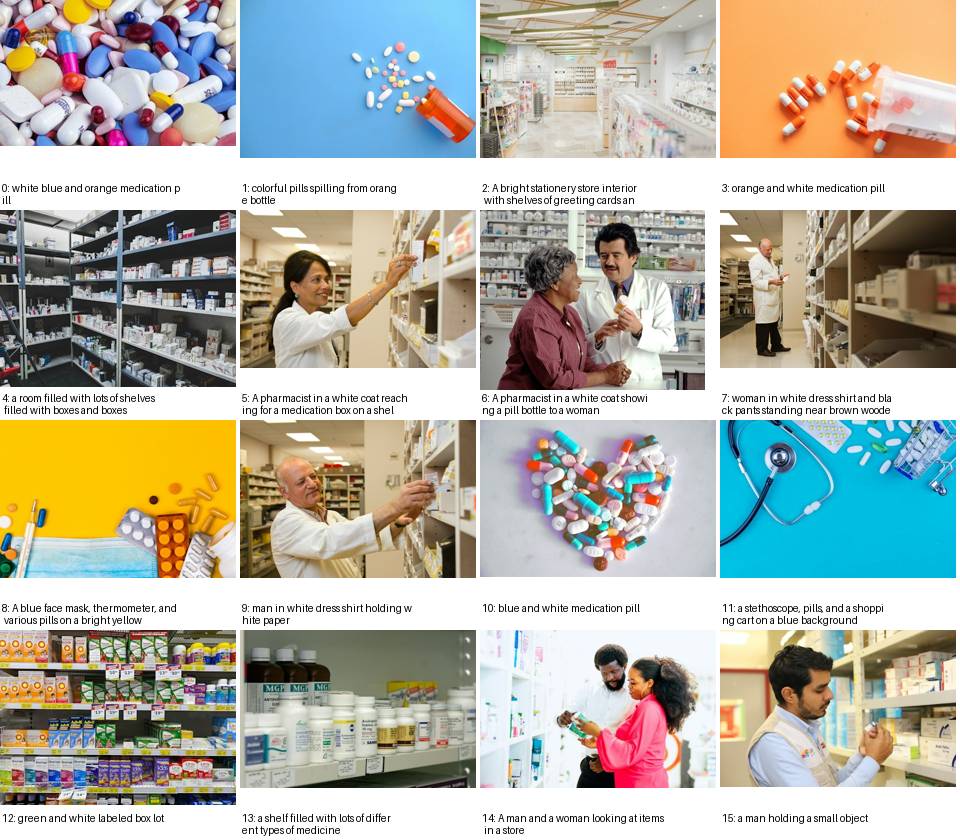 0: white blue and orange medication p
ill
1: colorful pills spilling from orang
e bottle
2: A bright stationery store interior
with shelves of greeting cards an
3: orange and white medication pill
4: a room filled with lots of shelves
filled with boxes and boxes
5: A pharmacist in a white coat reach
ing for a medication box on a shel
6: A pharmacist in a white coat showi
ng a pill bottle to a woman
7: woman in white dress shirt and bla
ck pants standing near brown woode
8: A blue face mask, thermometer, and
various pills on a bright yellow
9: man in white dress shirt holding w
hite paper
10: blue and white medication pill
11: a stethoscope, pills, and a shoppi
ng cart on a blue background
MGP MGP MGP
12: green and white labeled box lot
13: a shelf filled with lots of differ
ent types of medicine
14: A man and a woman looking at items
in a store
15: a man holding a small object